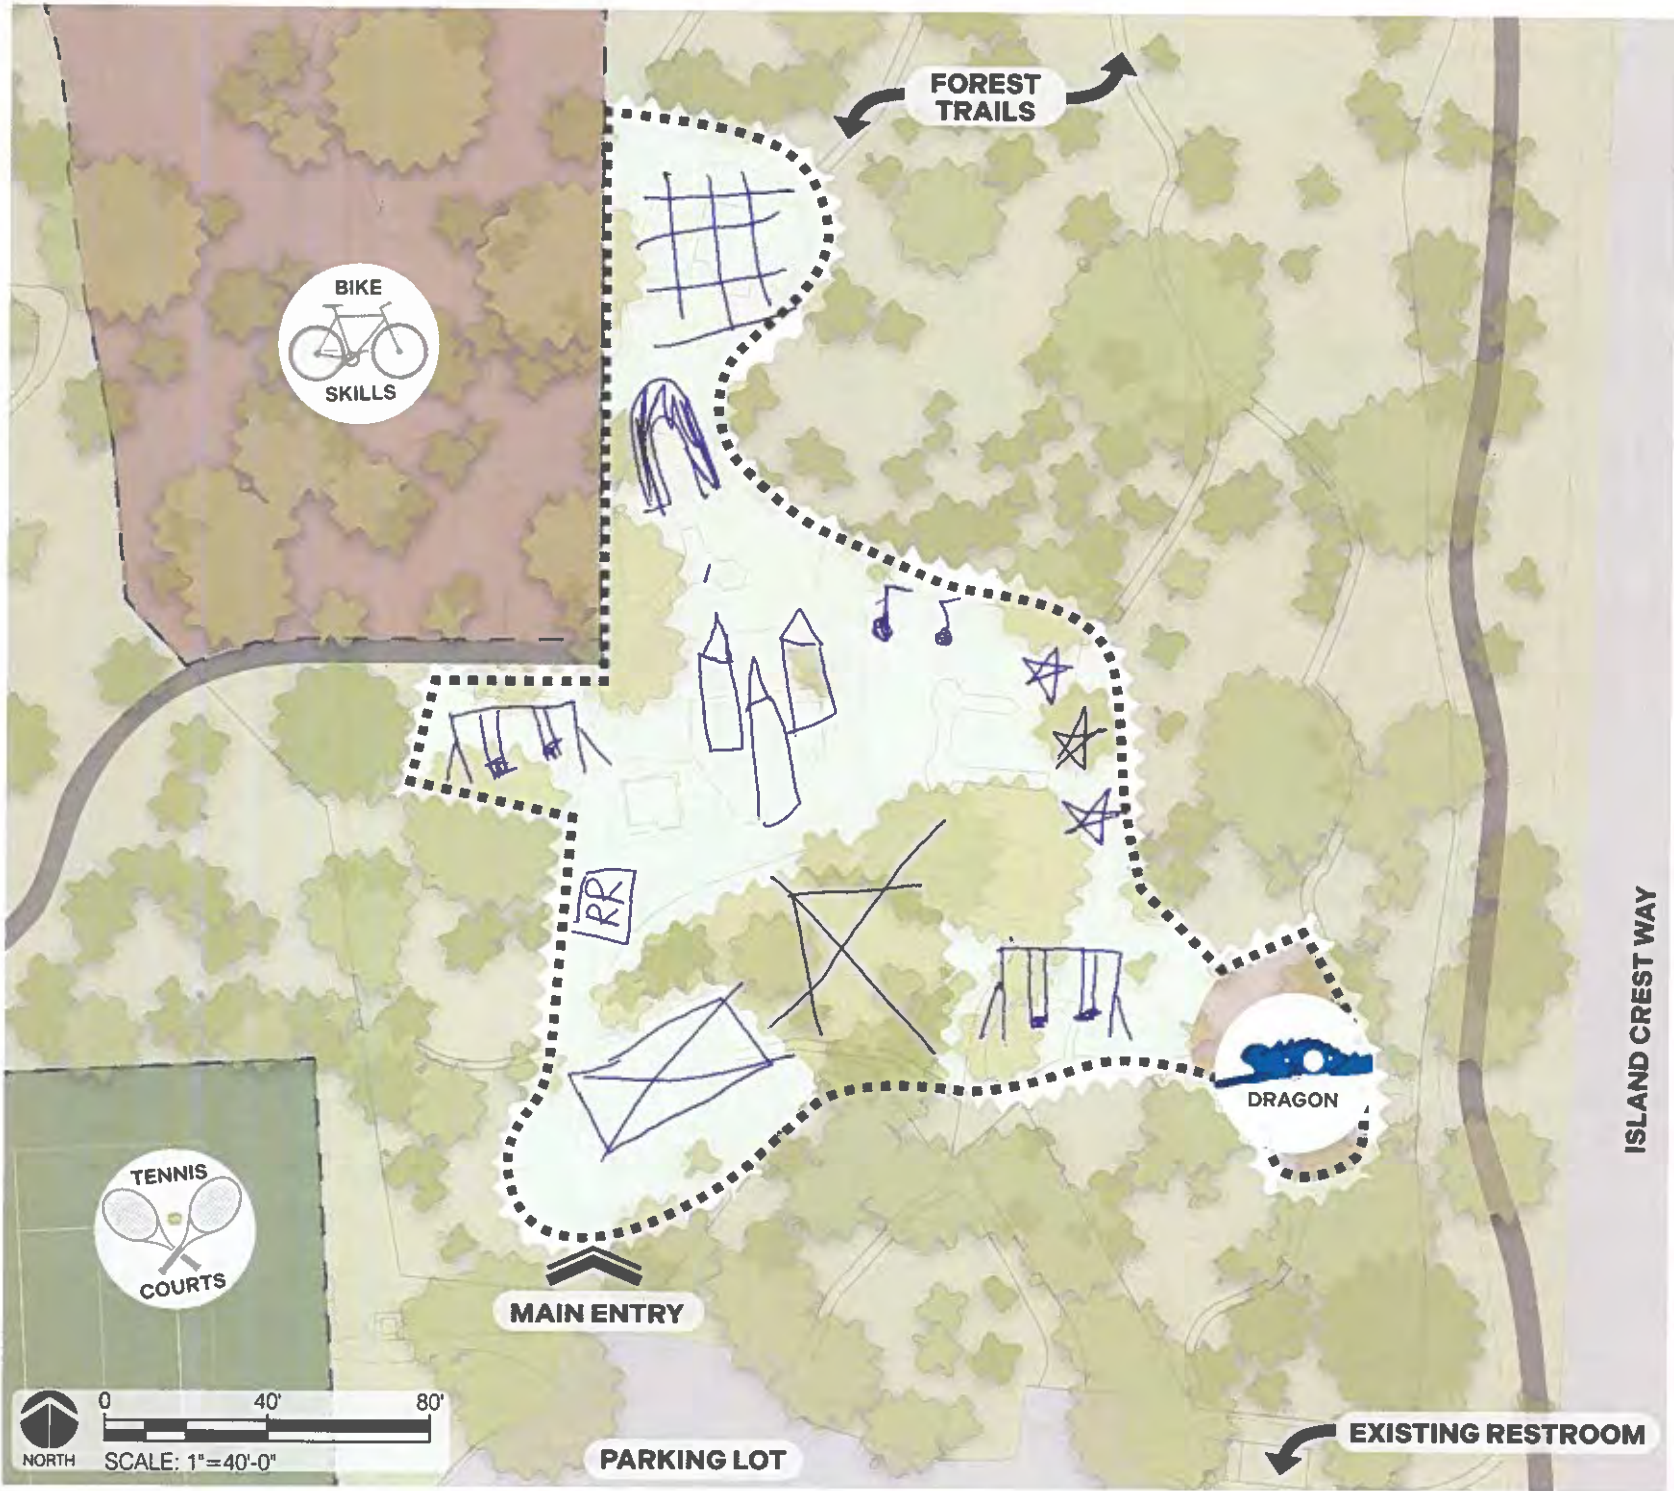 FOREST
TRAILS
BIKE
SKILLS
RR
DRAGON
ISLAND CREST WAY
TENNIS
COURTS
MAIN ENTRY
0 40' 80'
NORTH
SCALE: 1"=40'-0"
PARKING LOT
EXISTING RESTROOM